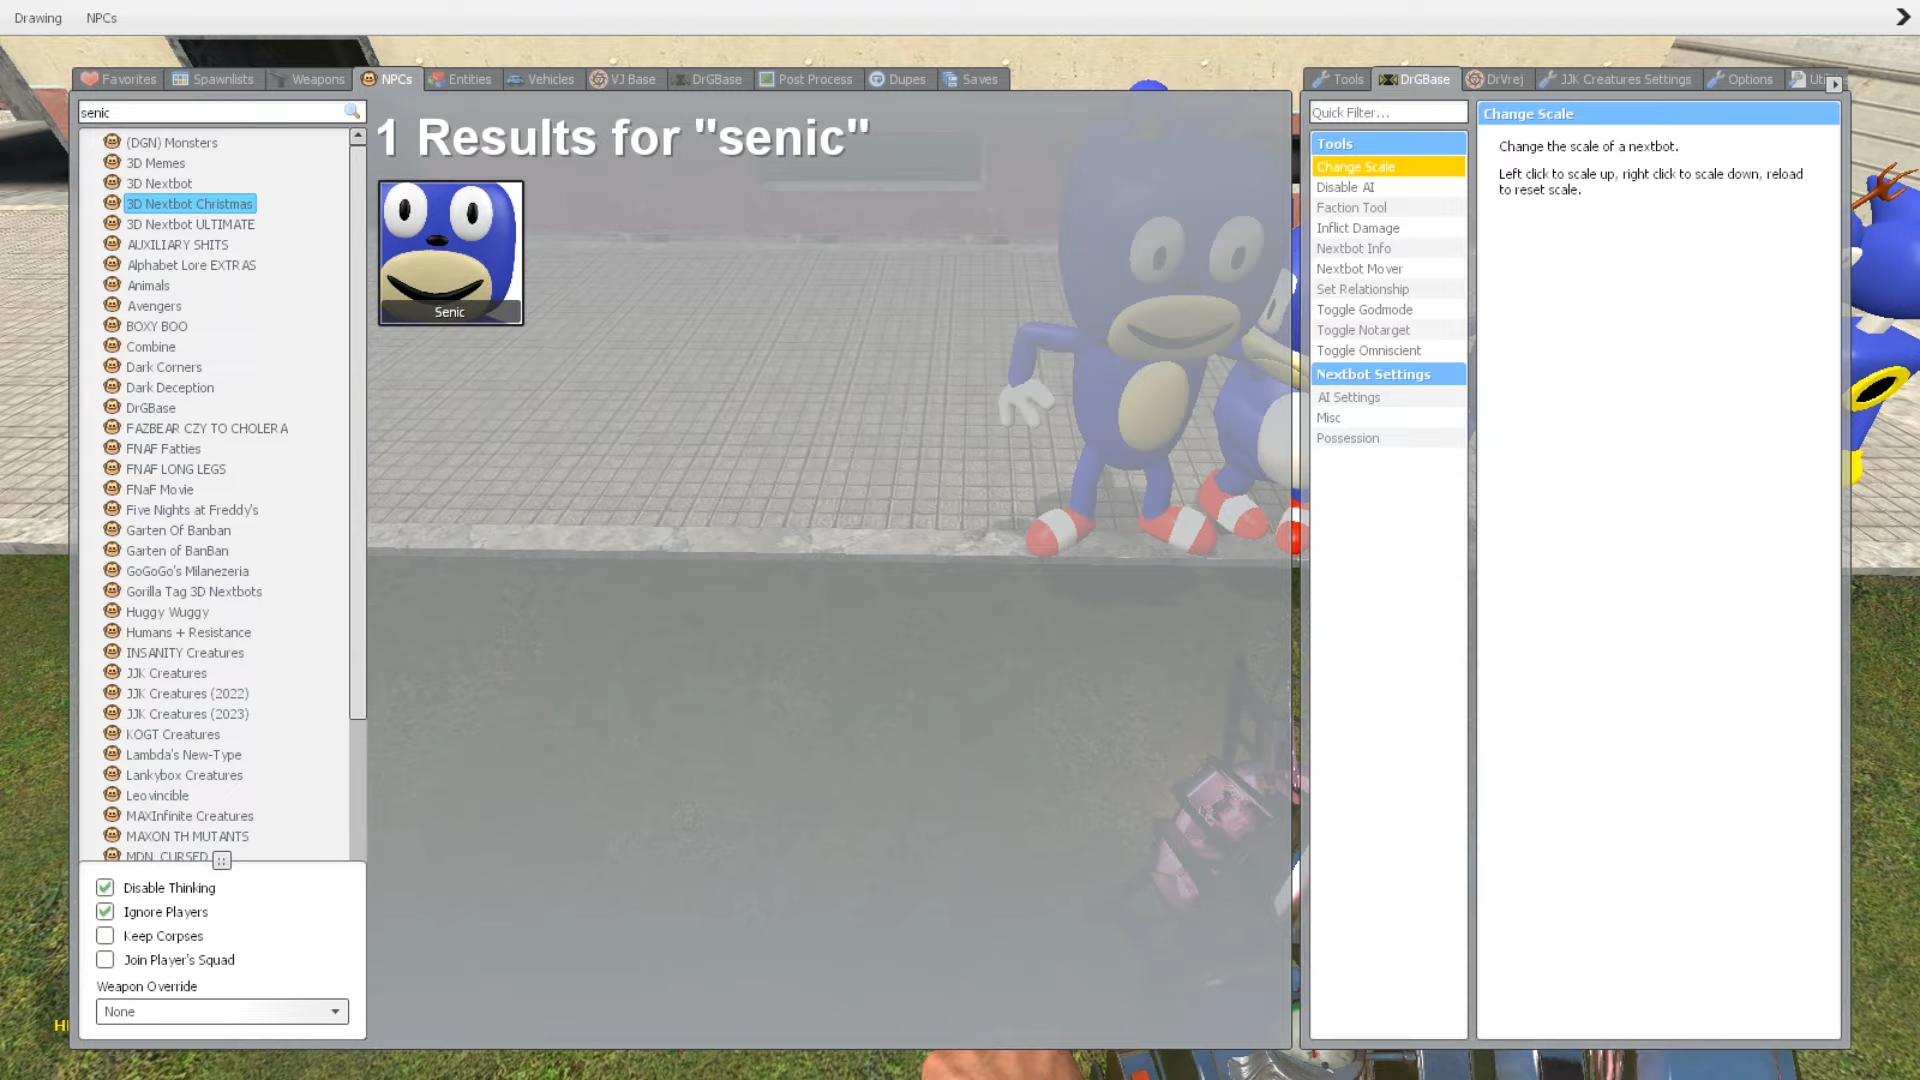 Drawing NPCs
Favorites Spawnlists Weapons NPCs Entities Vehicles VJ Base DrGBase Post Process Dupes Saves
senic
(DGN) Monsters
3D Memes
3D Nextbot
3D Nextbot Christmas
3D Nextbot ULTIMATE
AUXILIARY SHITS
Alphabet Lore EXTRAS
Animals
Avengers
BOXY BOO
Combine
Dark Corners
Dark Deception
DrGBase
FAZBEAR CZY TO CHOLERA
FNAF Fatties
FNAF LONG LEGS
FNaF Movie
Five Nights at Freddy's
Garten Of Banban
Garten of BanBan
GoGoGo's Milanezeria
Gorilla Tag 3D Nextbots
Huggy Wuggy
Humans + Resistance
INSANITY Creatures
JJK Creatures
JJK Creatures (2022)
JJK Creatures (2023)
KOGT Creatures
Lambda's New-Type
Lankybox Creatures
Leovincible
MAXInfinite Creatures
MAXON TH MUTANTS
MDN_CURSED
Disable Thinking
Ignore Players
Keep Corpses
Join Player's Squad
Weapon Override
None
1 Results for "senic"
Senic
Tools DrGBase DrVrej JJK Creatures Settings Options
Quick Filter...
Tools
Change Scale
Disable AI
Faction Tool
Inflict Damage
Nextbot Info
Nextbot Mover
Set Relationship
Toggle Godmode
Toggle Notarget
Toggle Omniscient
Nextbot Settings
AI Settings
Misc
Possession
Change Scale
Change the scale of a nextbot.
Left click to scale up, right click to scale down, reload
to reset scale.